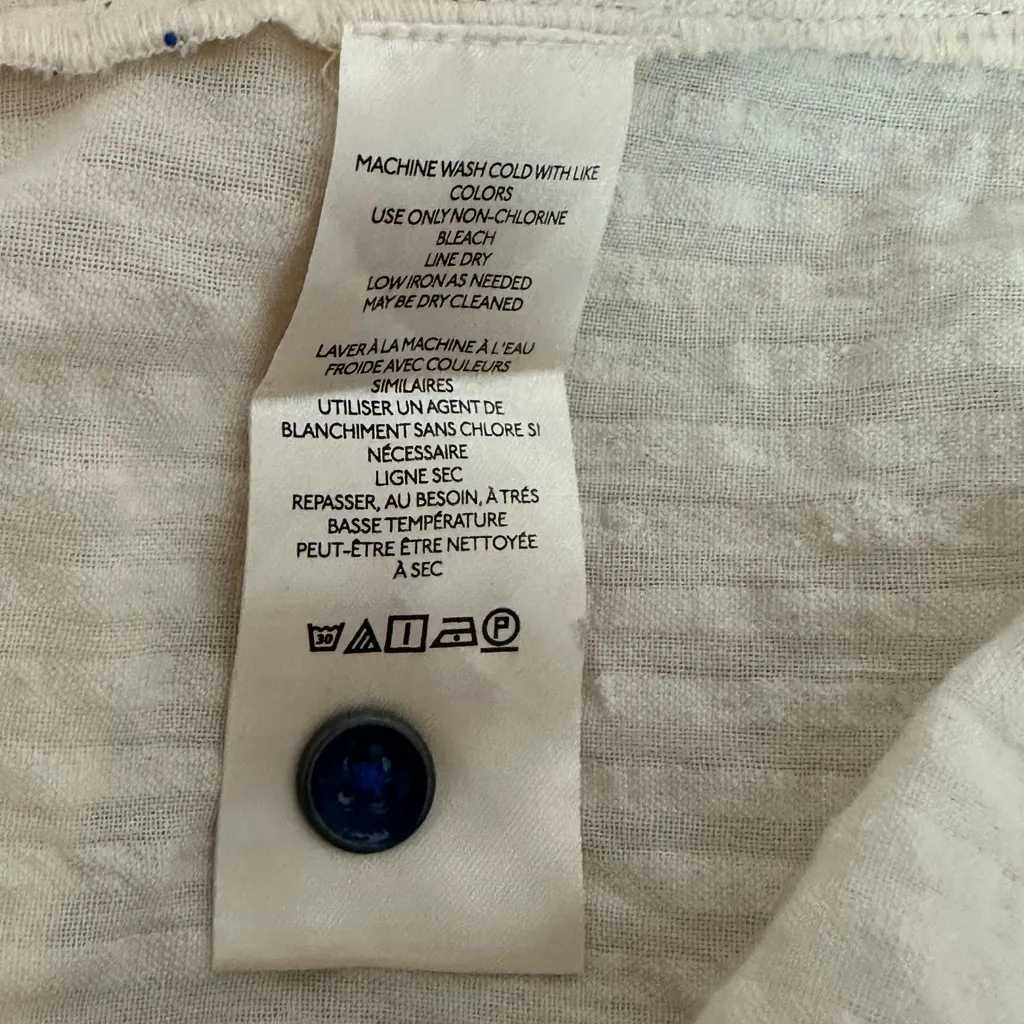 MACHINE WASH COLD WITH LIKE
COLORS
USE ONLY NON-CHLORINE
BLEACH
LINE DRY
LOW IRON AS NEEDED
MAY BE DRY CLEANED
LAVER À LA MACHINE À L'EAU
FROIDE AVEC COULEURS
SIMILAIRES
UTILISER UN AGENT DE
BLANCHIMENT SANS CHLORE SI
NÉCESSAIRE
LIGNE SEC
REPASSER, AU BESOIN, À TRÉS
BASSE TEMPÉRATURE
PEUT-ÊTRE ÊTRE NETTOYÉE
À SEC
30 P